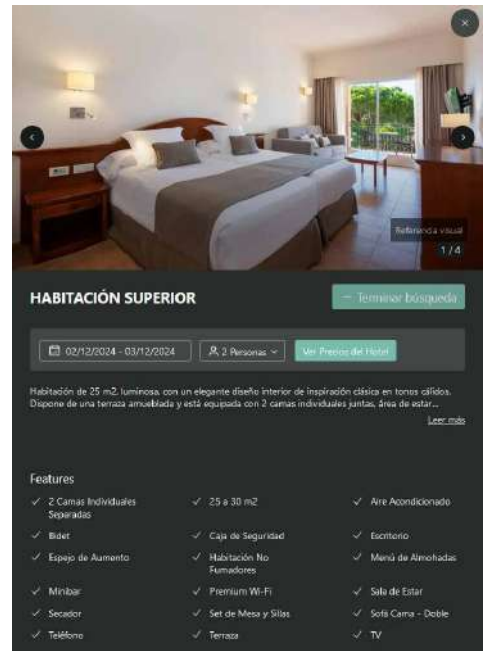 Referencia visual
1/4
HABITACIÓN SUPERIOR
— Terminar búsqueda
02/12/2024 - 03/12/2024
2 Personas
Ver Precios del Hotel
Habitación de 25 m2, luminosa, con un elegante diseño interior de inspiración clásica en tonos cálidos.
Dispone de una terraza amueblada y está equipada con 2 camas individuales juntas, área de estar...
Leer más
Features
2 Camas Individuales 25 a 30 m2 Aire Acondicionado
Separadas
Bidet Caja de Seguridad Escritorio
Espejo de Aumento Habitación No Menú de Almohadas
Fumadores
Minibar Premium Wi-Fi Sala de Estar
Secador Set de Mesa y Sillas Sofá Cama - Doble
Teléfono Terraza TV